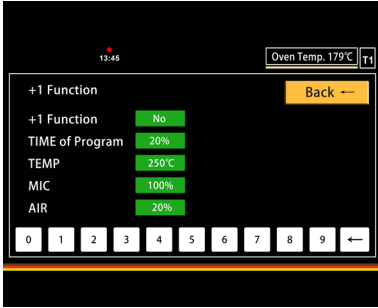 13:45
Oven Temp. 179℃ T1
+1 Function
Back ←
+1 Function No
TIME of Program 20%
TEMP 250℃
MIC 100%
AIR 20%
0 1 2 3 4 5 6 7 8 9 ←